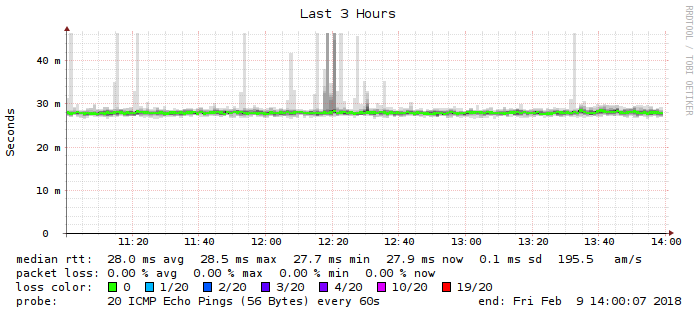 Last 3 Hours
RRDTOOL / TOBI OETIKER
Seconds
40 m
30 m
20 m
10 m
0
11:20 11:40 12:00 12:20 12:40 13:00 13:20 13:40 14:00
median rtt: 28.0 ms avg 28.5 ms max 27.7 ms min 27.9 ms now 0.1 ms sd 195.5 am/s
packet loss: 0.00 % avg 0.00 % max 0.00 % min 0.00 % now
loss color: 0 1/20 2/20 3/20 4/20 10/20 19/20
probe: 20 ICMP Echo Pings (56 Bytes) every 60s end: Fri Feb 9 14:00:07 2018